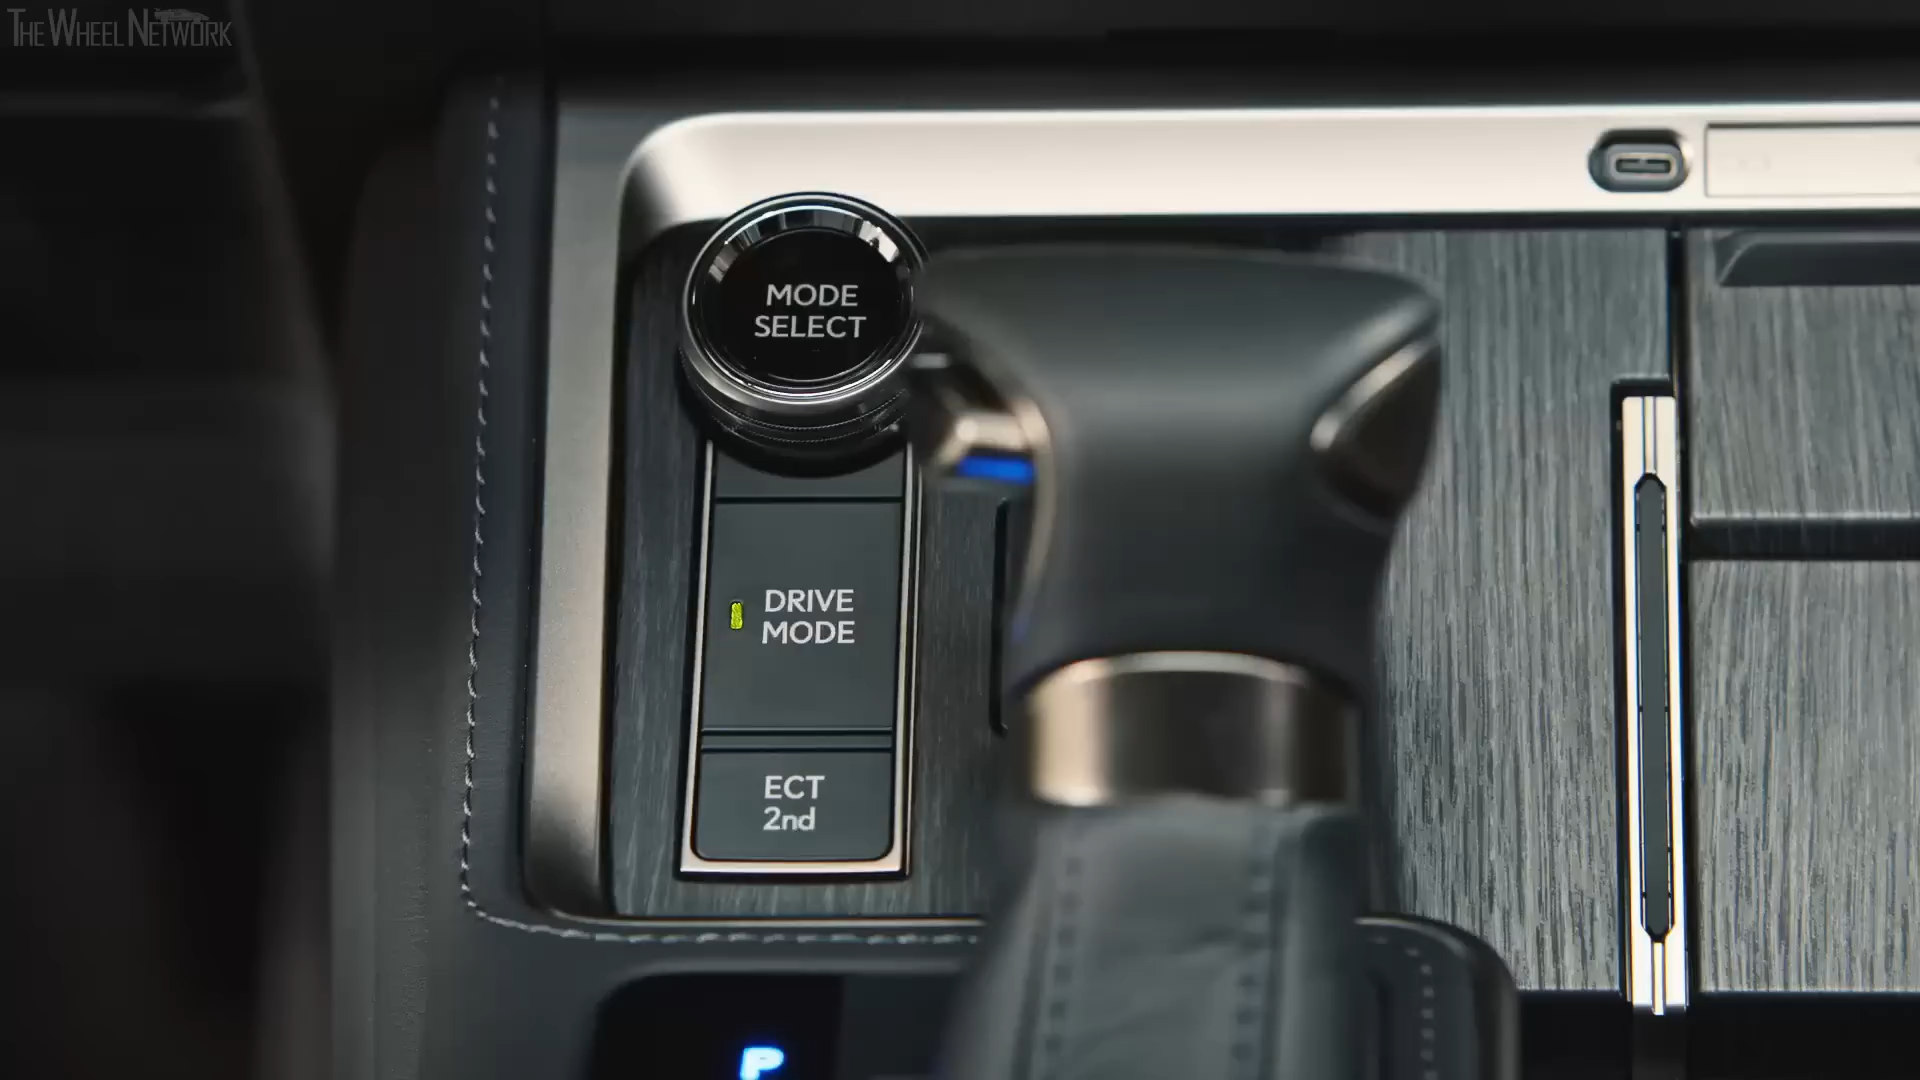 THE WHEEL NETWORK
MODE
SELECT
DRIVE
MODE
ECT
2nd
P